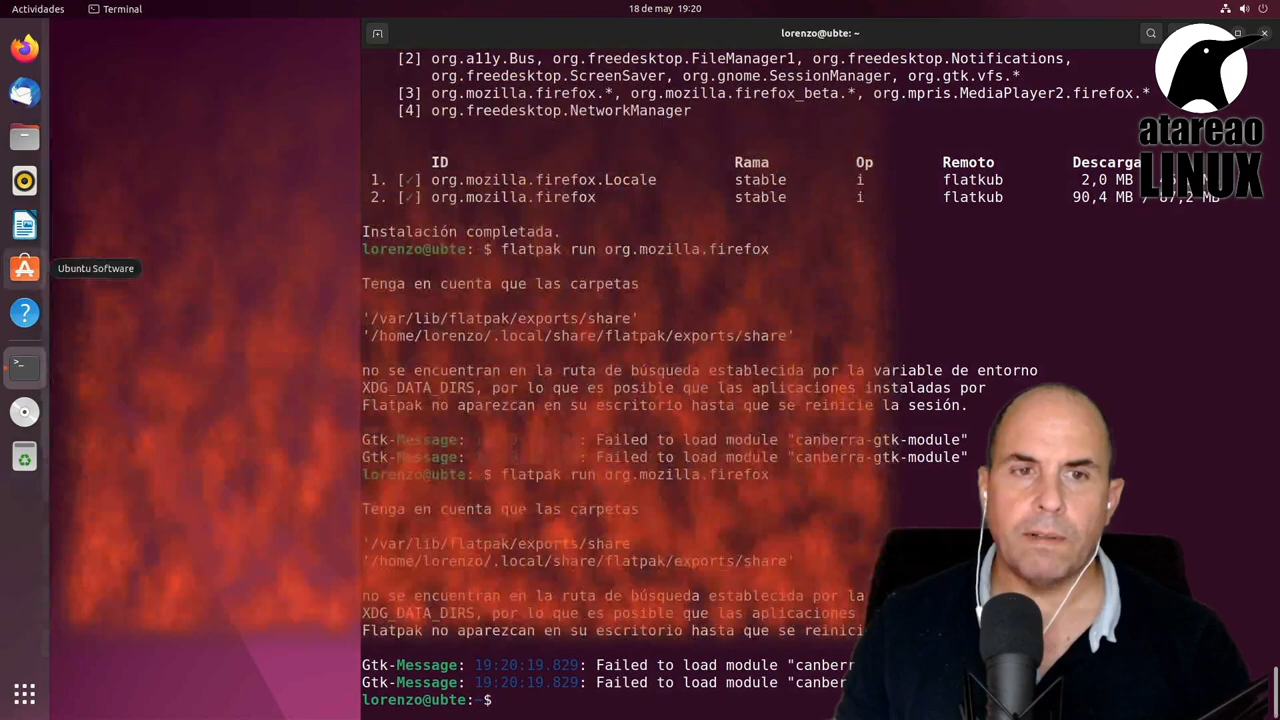 Actividades
Terminal
18 de may 19:20
lorenzo@ubte: ~
[2] org.a11y.Bus, org.freedesktop.FileManager1, org.freedesktop.Notifications,
org.freedesktop.ScreenSaver, org.gnome.SessionManager, org.gtk.vfs.*
[3] org.mozilla.firefox.*, org.mozilla.firefox_beta.*, org.mpris.MediaPlayer2.firefox.*
[4] org.freedesktop.NetworkManager
atareao
LINUX
ID Rama Op Remoto Descarga
1. [✓] org.mozilla.firefox.Locale stable i flatkub 2,0 MB
2. [✓] org.mozilla.firefox stable i flatkub 90,4 MB / 87,2 MB
Instalación completada.
lorenzo@ubte:~$ flatpak run org.mozilla.firefox
Ubuntu Software
Tenga en cuenta que las carpetas
'/var/lib/flatpak/exports/share'
'/home/lorenzo/.local/share/flatpak/exports/share'
no se encuentran en la ruta de búsqueda establecida por la variable de entorno
XDG_DATA_DIRS, por lo que es posible que las aplicaciones instaladas por
Flatpak no aparezcan en su escritorio hasta que se reinicie la sesión.
Gtk-Message: : Failed to load module "canberra-gtk-module"
Gtk-Message: : Failed to load module "canberra-gtk-module"
lorenzo@ubte:~$ flatpak run org.mozilla.firefox
Tenga en cuenta que las carpetas
'/var/lib/flatpak/exports/share
'/home/lorenzo/.local/share/flatpak/exports/share'
no se encuentran en la ruta de búsqueda establecida por la
XDG_DATA_DIRS, por lo que es posible que las aplicaciones
Flatpak no aparezcan en su escritorio hasta que se reinici
Gtk-Message: 19:20:19.829: Failed to load module "canberr
Gtk-Message: 19:20:19.829: Failed to load module "canber
lorenzo@ubte:~$